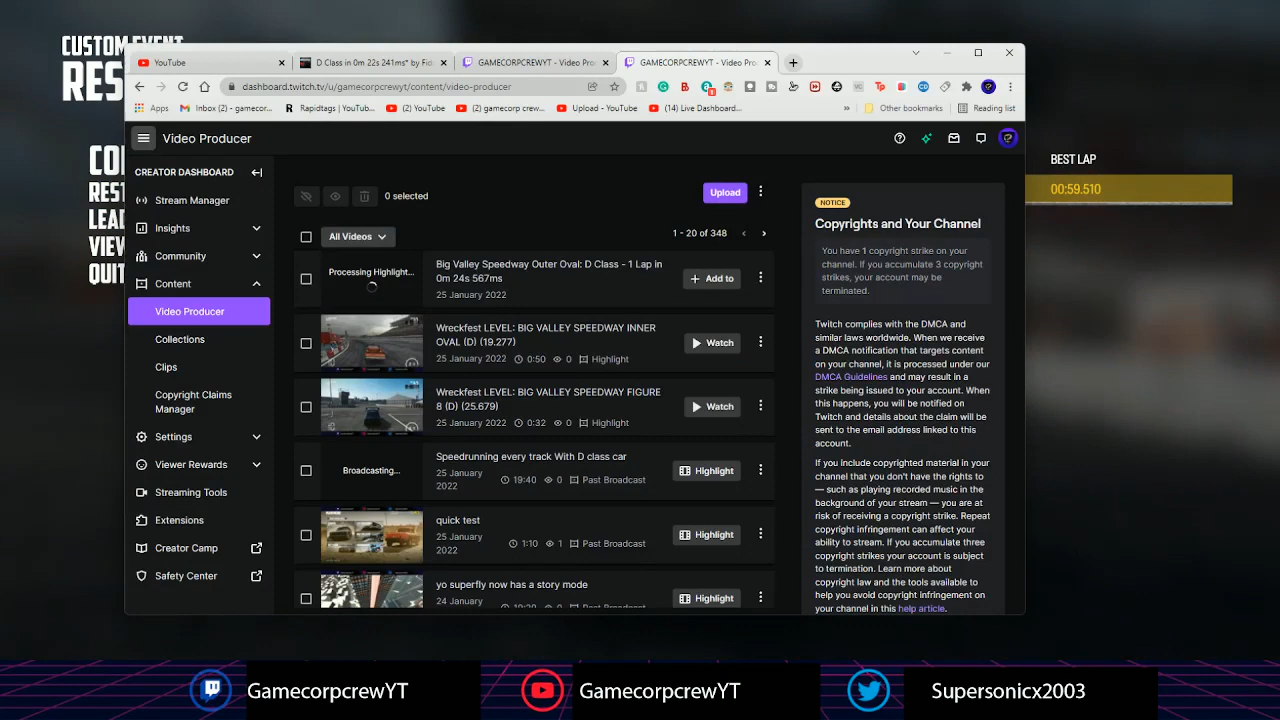 CUSTOM EVENT
YouTube
D Class in 0m 22s 241ms* by Fid
GAMECORPCREWYT - Video Pro
GAMECORPCREWYT - Video Pro
dashboard.twitch.tv/u/gamecorpcrewyt/content/video-producer
Apps
Inbox (2) - gamecor...
Rapidtags | YouTub...
(2) YouTube
(2) gamecorp crew...
Upload - YouTube
(14) Live Dashboar...
»
Other bookmarks
Reading list
Video Producer
CREATOR DASHBOARD
Stream Manager
Insights
Community
Content
Video Producer
Collections
Clips
Copyright Claims
Manager
Settings
Viewer Rewards
Streaming Tools
Extensions
Creator Camp
Safety Center
0 selected
Upload
All Videos
1 - 20 of 348
Processing Highlight...
Big Valley Speedway Outer Oval: D Class - 1 Lap in
0m 24s 567ms
25 January 2022
Add to
Wreckfest LEVEL: BIG VALLEY SPEEDWAY INNER
OVAL (D) (19.277)
25 January 2022 0:50 0 Highlight
Watch
Wreckfest LEVEL: BIG VALLEY SPEEDWAY FIGURE
8 (D) (25.679)
25 January 2022 0:32 0 Highlight
Watch
Broadcasting...
Speedrunning every track With D class car
25 January
2022
19:40 0 Past Broadcast
Highlight
quick test
25 January
2022
1:10 1 Past Broadcast
Highlight
yo superfly now has a story mode
24 January
Past Broadcast
Highlight
NOTICE
Copyrights and Your Channel
You have 1 copyright strike on your
channel. If you accumulate 3 copyright
strikes, your account may be
terminated.
Twitch complies with the DMCA and
similar laws worldwide. When we receive
a DMCA notification that targets content
on your channel, it is processed under our
DMCA Guidelines and may result in a
strike being issued to your account. When
this happens, you will be notified on
Twitch and details about the claim will be
sent to the email address linked to this
account.
If you include copyrighted material in your
channel that you don't have the rights to
— such as playing recorded music in the
background of your stream — you are at
risk of receiving a copyright strike. Repeat
copyright infringement can affect your
ability to stream. If you accumulate three
copyright strikes your account is subject
to termination. Learn more about
copyright law and the tools available to
help you avoid copyright infringement on
your channel in this help article.
BEST LAP
00:59.510
GamecorpcrewYT
GamecorpcrewYT
Supersonicx2003